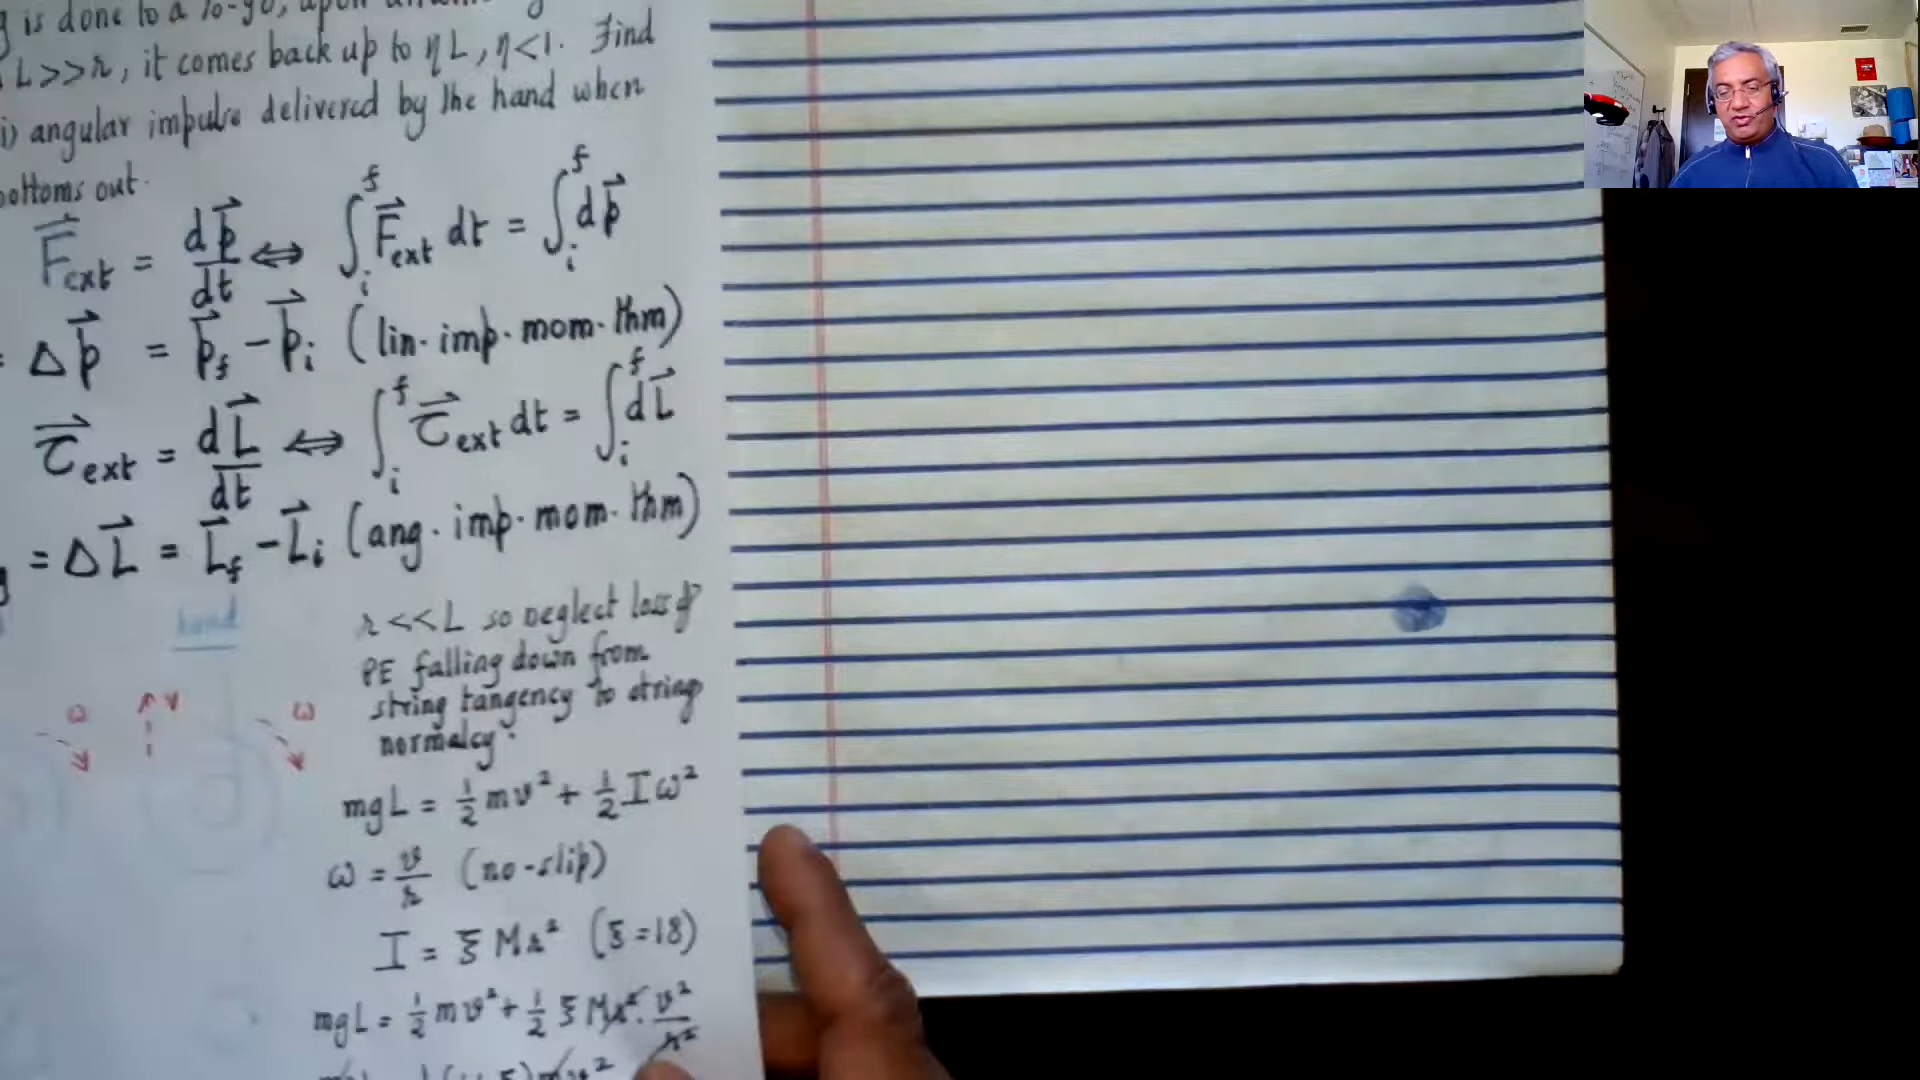 g is done to a yo-yo, upon
L>>r, it comes back up to ηL, η<1. Find
i) angular impulse delivered by the hand when
bottoms out.
F⃗ext = dp⃗/dt ⇔ ∫ᵢᶠ F⃗ext dt = ∫ᵢᶠ dp⃗
= Δp⃗ = p⃗f − p⃗i (lin. imp. mom. thm)
τ⃗ext = dL⃗/dt ⇔ ∫ᵢᶠ τ⃗ext dt = ∫ᵢᶠ dL⃗
= ΔL⃗ = L⃗f − L⃗i (ang. imp. mom. thm)
hand
r<<L so neglect loss of
PE falling down from
string tangency to string
normalcy.
ω v ω
mgL = ½mv² + ½Iω²
ω = v/r (no-slip)
I = ξMr² (ξ=18)
mgL = ½mv² + ½ξMr²·v²/r²